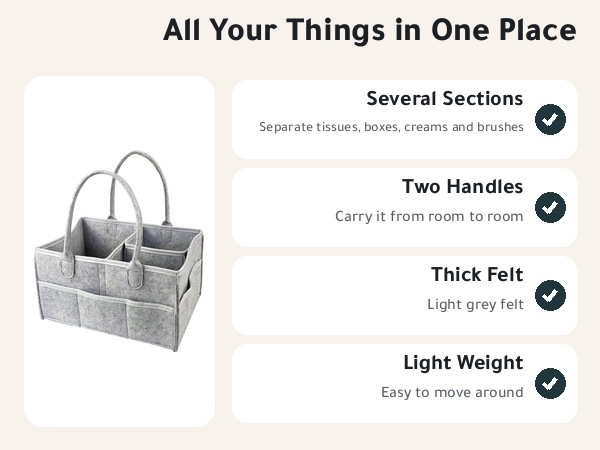 All Your Things in One Place
Several Sections
Separate tissues, boxes, creams and brushes
Two Handles
Carry it from room to room
Thick Felt
Light grey felt
Light Weight
Easy to move around